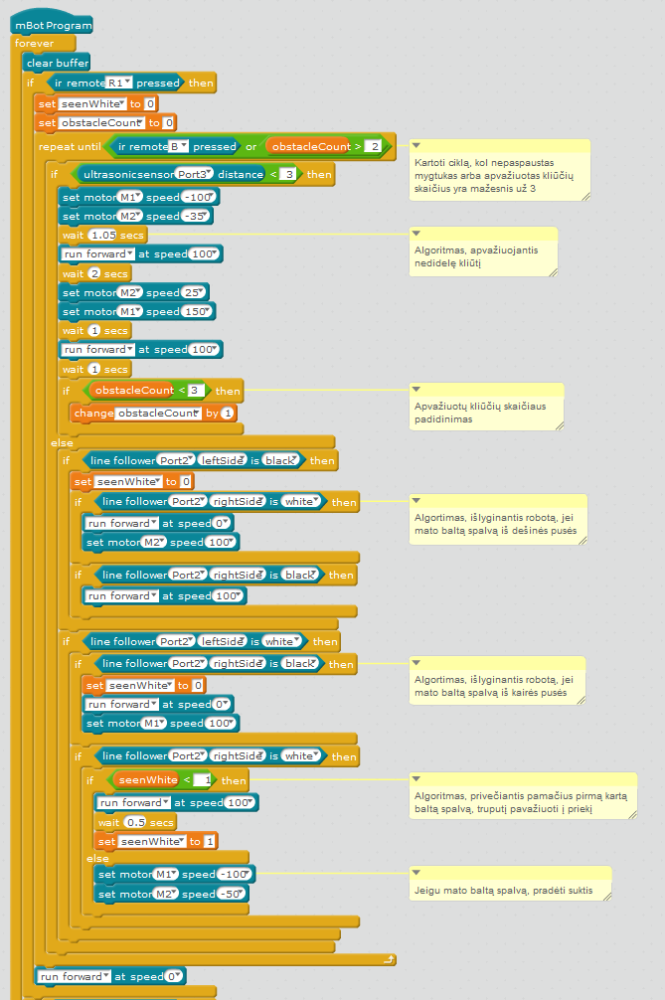 mBot Program
forever
clear buffer
if ir remote R1 pressed then
set seenWhite to 0
set obstacleCount to 0
repeat until ir remote B pressed or obstacleCount > 2
Kartoti ciklą, kol nepaspaustas
mygtukas arba apvažiuotas kliūčių
skaičius yra mažesnis už 3
if ultrasonicsensor Port3 distance < 3 then
set motor M1 speed -100
set motor M2 speed -35
wait 1.05 secs
Algoritmas, apvažiuojantis
nedidelę kliūtį
run forward at speed 100
wait 2 secs
set motor M2 speed 25
set motor M1 speed 150
wait 1 secs
run forward at speed 100
wait 1 secs
if obstacleCount < 3 then
Apvažiuotų kliūčių skaičiaus
padidinimas
change obstacleCount by 1
else
if line follower Port2 leftSide is black then
set seenWhite to 0
if line follower Port2 rightSide is white then
Algortimas, išlyginantis robotą, jei
mato baltą spalvą iš dešinės pusės
run forward at speed 0
set motor M2 speed 100
if line follower Port2 rightSide is black then
run forward at speed 100
if line follower Port2 leftSide is white then
if line follower Port2 rightSide is black then
Algortimas, išlyginantis robotą, jei
mato baltą spalvą iš kairės pusės
set seenWhite to 0
run forward at speed 0
set motor M1 speed 100
if line follower Port2 rightSide is white then
if seenWhite < 1 then
Algoritmas, privečiantis pamačius pirmą kartą
baltą spalvą, truputį pavažiuoti į priekį
run forward at speed 100
wait 0.5 secs
set seenWhite to 1
else
set motor M1 speed -100
Jeigu mato baltą spalvą, pradėti suktis
set motor M2 speed -50
run forward at speed 0